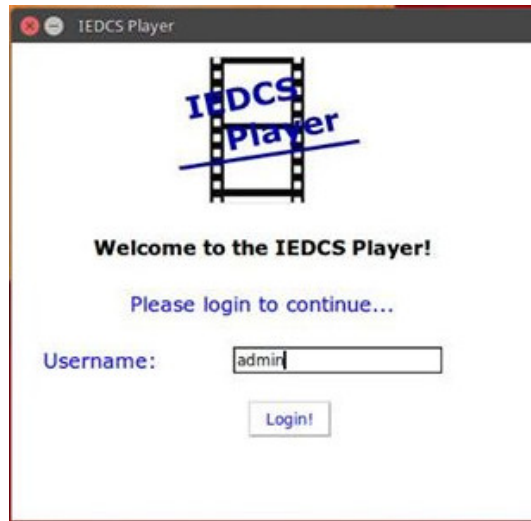 IEDCS Player
IEDCS
Player
Welcome to the IEDCS Player!
Please login to continue...
Username: admin
Login!